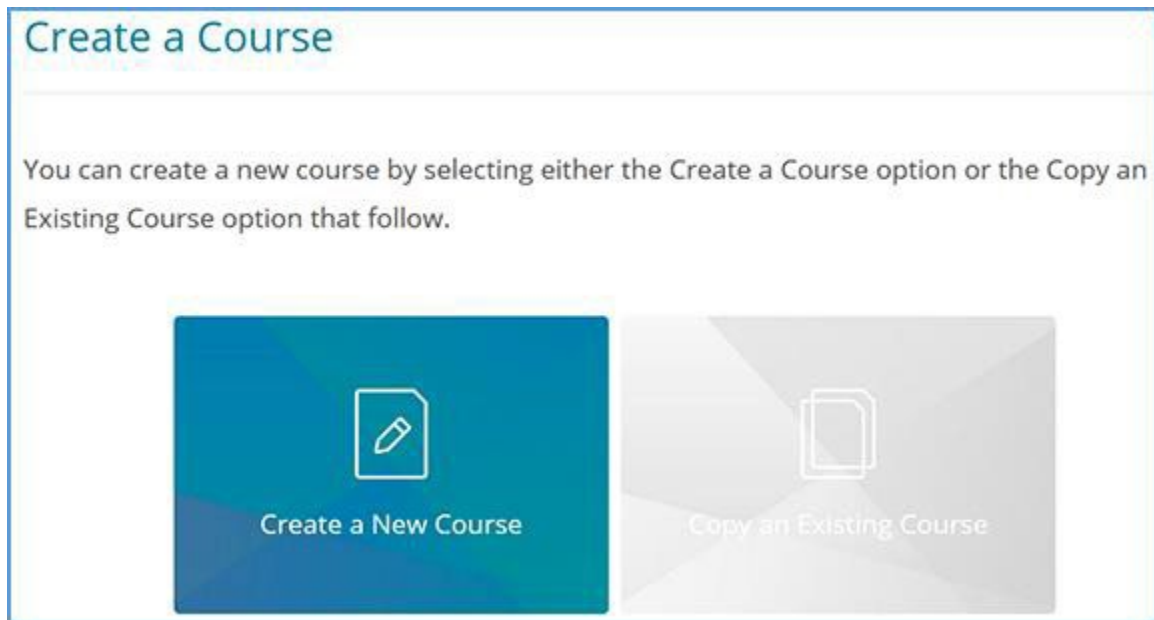 Create a Course
You can create a new course by selecting either the Create a Course option or the Copy an
Existing Course option that follow.
Create a New Course
Copy an Existing Course